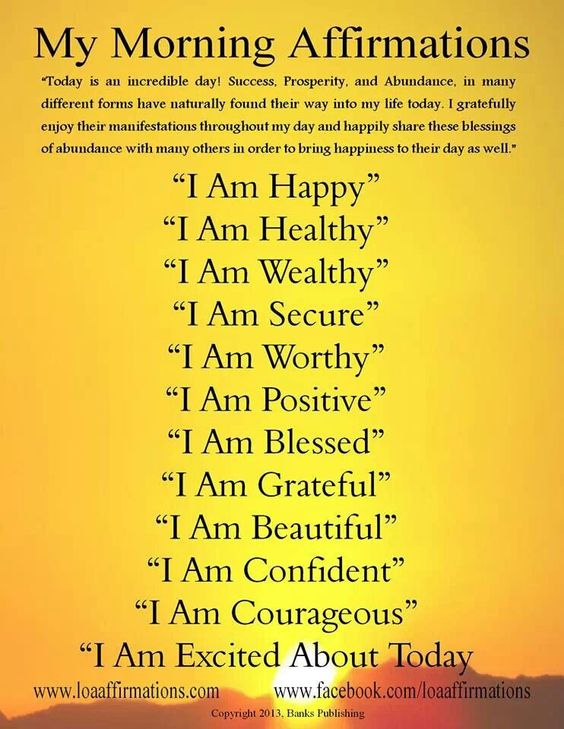 My Morning Affirmations
"Today is an incredible day! Success, Prosperity, and Abundance, in many
different forms have naturally found their way into my life today. I gratefully
enjoy their manifestations throughout my day and happily share these blessings
of abundance with many others in order to bring happiness to their day as well."
“I Am Happy”
“I Am Healthy”
“I Am Wealthy”
“I Am Secure”
“I Am Worthy”
“I Am Positive”
“I Am Blessed”
“I Am Grateful”
“I Am Beautiful”
“I Am Confident”
“I Am Courageous”
“I Am Excited About Today
www.loaaffirmations.com www.facebook.com/loaaffirmations
Copyright 2013, Banks Publishing